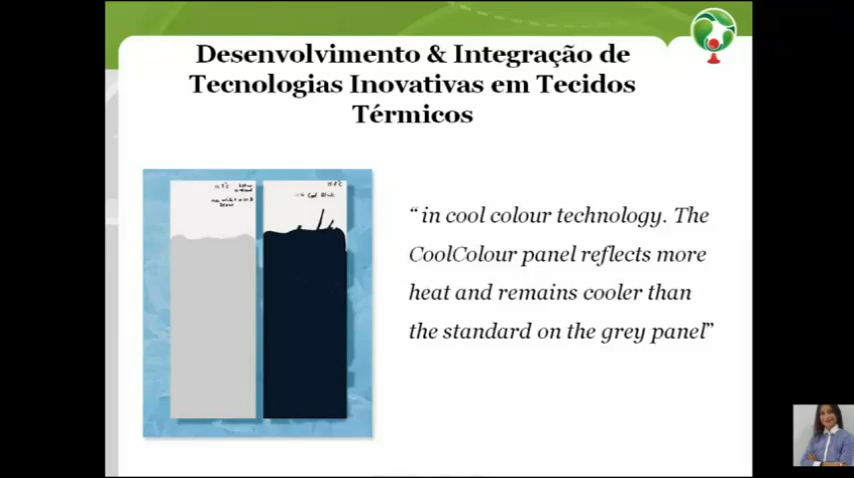 Desenvolvimento & Integração de
Tecnologias Inovativas em Tecidos
Térmicos
“ in cool colour technology. The
CoolColour panel reflects more
heat and remains cooler than
the standard on the grey panel”